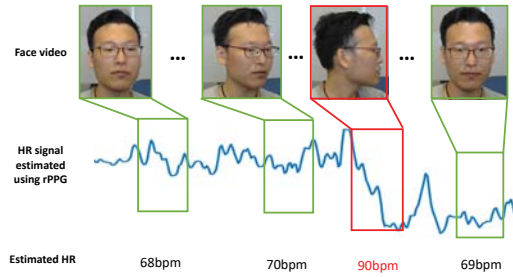 Face video
... ... ...
HR signal
estimated
using rPPG
Estimated HR
68bpm 70bpm 90bpm 69bpm